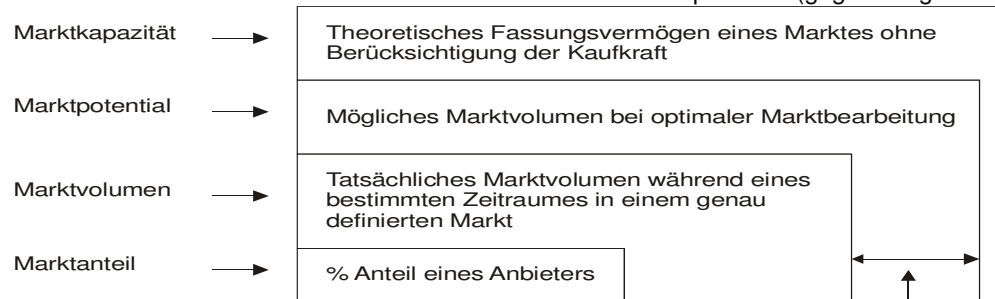 Marktkapazität
Theoretisches Fassungsvermögen eines Marktes ohne
Berücksichtigung der Kaufkraft
Marktpotential
Mögliches Marktvolumen bei optimaler Marktbearbeitung
Marktvolumen
Tatsächliches Marktvolumen während eines
bestimmten Zeitraumes in einem genau
definierten Markt
Marktanteil
% Anteil eines Anbieters